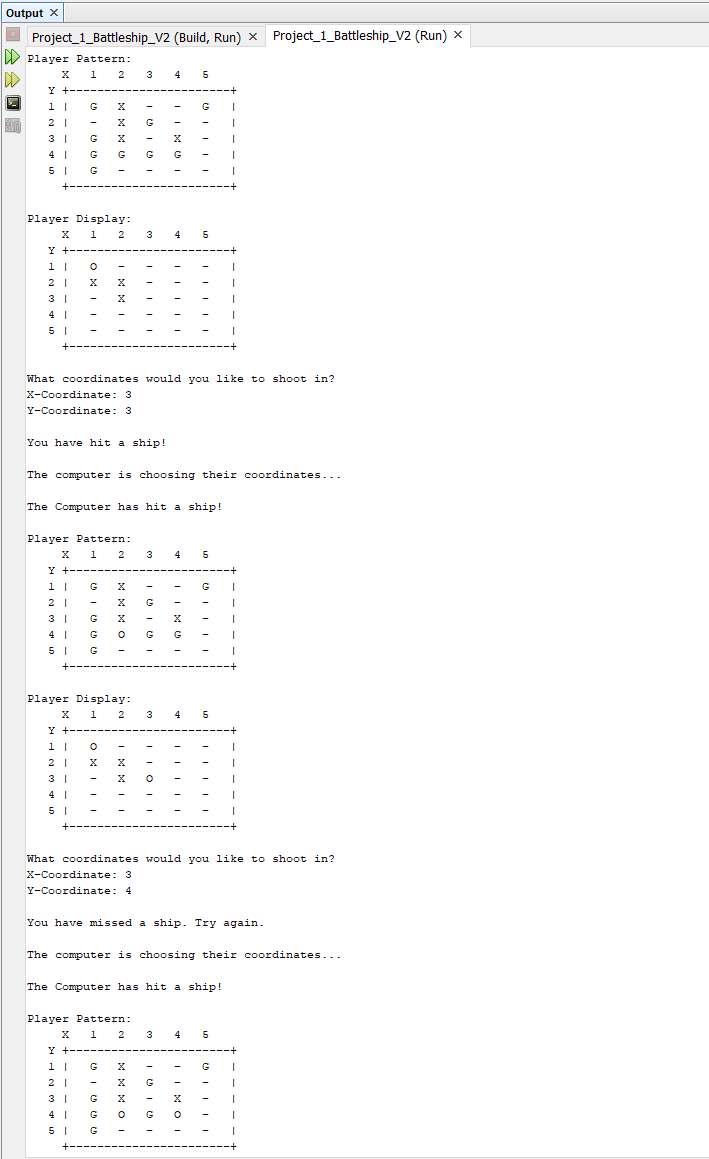 Output ×
Project_1_Battleship_V2 (Build, Run) × Project_1_Battleship_V2 (Run) ×
Player Pattern:
     X   1   2   3   4   5
   Y +-----------------------+
   1 |   G   X   -   -   G   |
   2 |   -   X   G   -   -   |
   3 |   G   X   -   X   -   |
   4 |   G   G   G   G   -   |
   5 |   G   -   -   -   -   |
     +-----------------------+

Player Display:
     X   1   2   3   4   5
   Y +-----------------------+
   1 |   O   -   -   -   -   |
   2 |   X   X   -   -   -   |
   3 |   -   X   -   -   -   |
   4 |   -   -   -   -   -   |
   5 |   -   -   -   -   -   |
     +-----------------------+

What coordinates would you like to shoot in?
X-Coordinate: 3
Y-Coordinate: 3

You have hit a ship!

The computer is choosing their coordinates...

The Computer has hit a ship!

Player Pattern:
     X   1   2   3   4   5
   Y +-----------------------+
   1 |   G   X   -   -   G   |
   2 |   -   X   G   -   -   |
   3 |   G   X   -   X   -   |
   4 |   G   O   G   G   -   |
   5 |   G   -   -   -   -   |
     +-----------------------+

Player Display:
     X   1   2   3   4   5
   Y +-----------------------+
   1 |   O   -   -   -   -   |
   2 |   X   X   -   -   -   |
   3 |   -   X   O   -   -   |
   4 |   -   -   -   -   -   |
   5 |   -   -   -   -   -   |
     +-----------------------+

What coordinates would you like to shoot in?
X-Coordinate: 3
Y-Coordinate: 4

You have missed a ship. Try again.

The computer is choosing their coordinates...

The Computer has hit a ship!

Player Pattern:
     X   1   2   3   4   5
   Y +-----------------------+
   1 |   G   X   -   -   G   |
   2 |   -   X   G   -   -   |
   3 |   G   X   -   X   -   |
   4 |   G   O   G   O   -   |
   5 |   G   -   -   -   -   |
     +-----------------------+